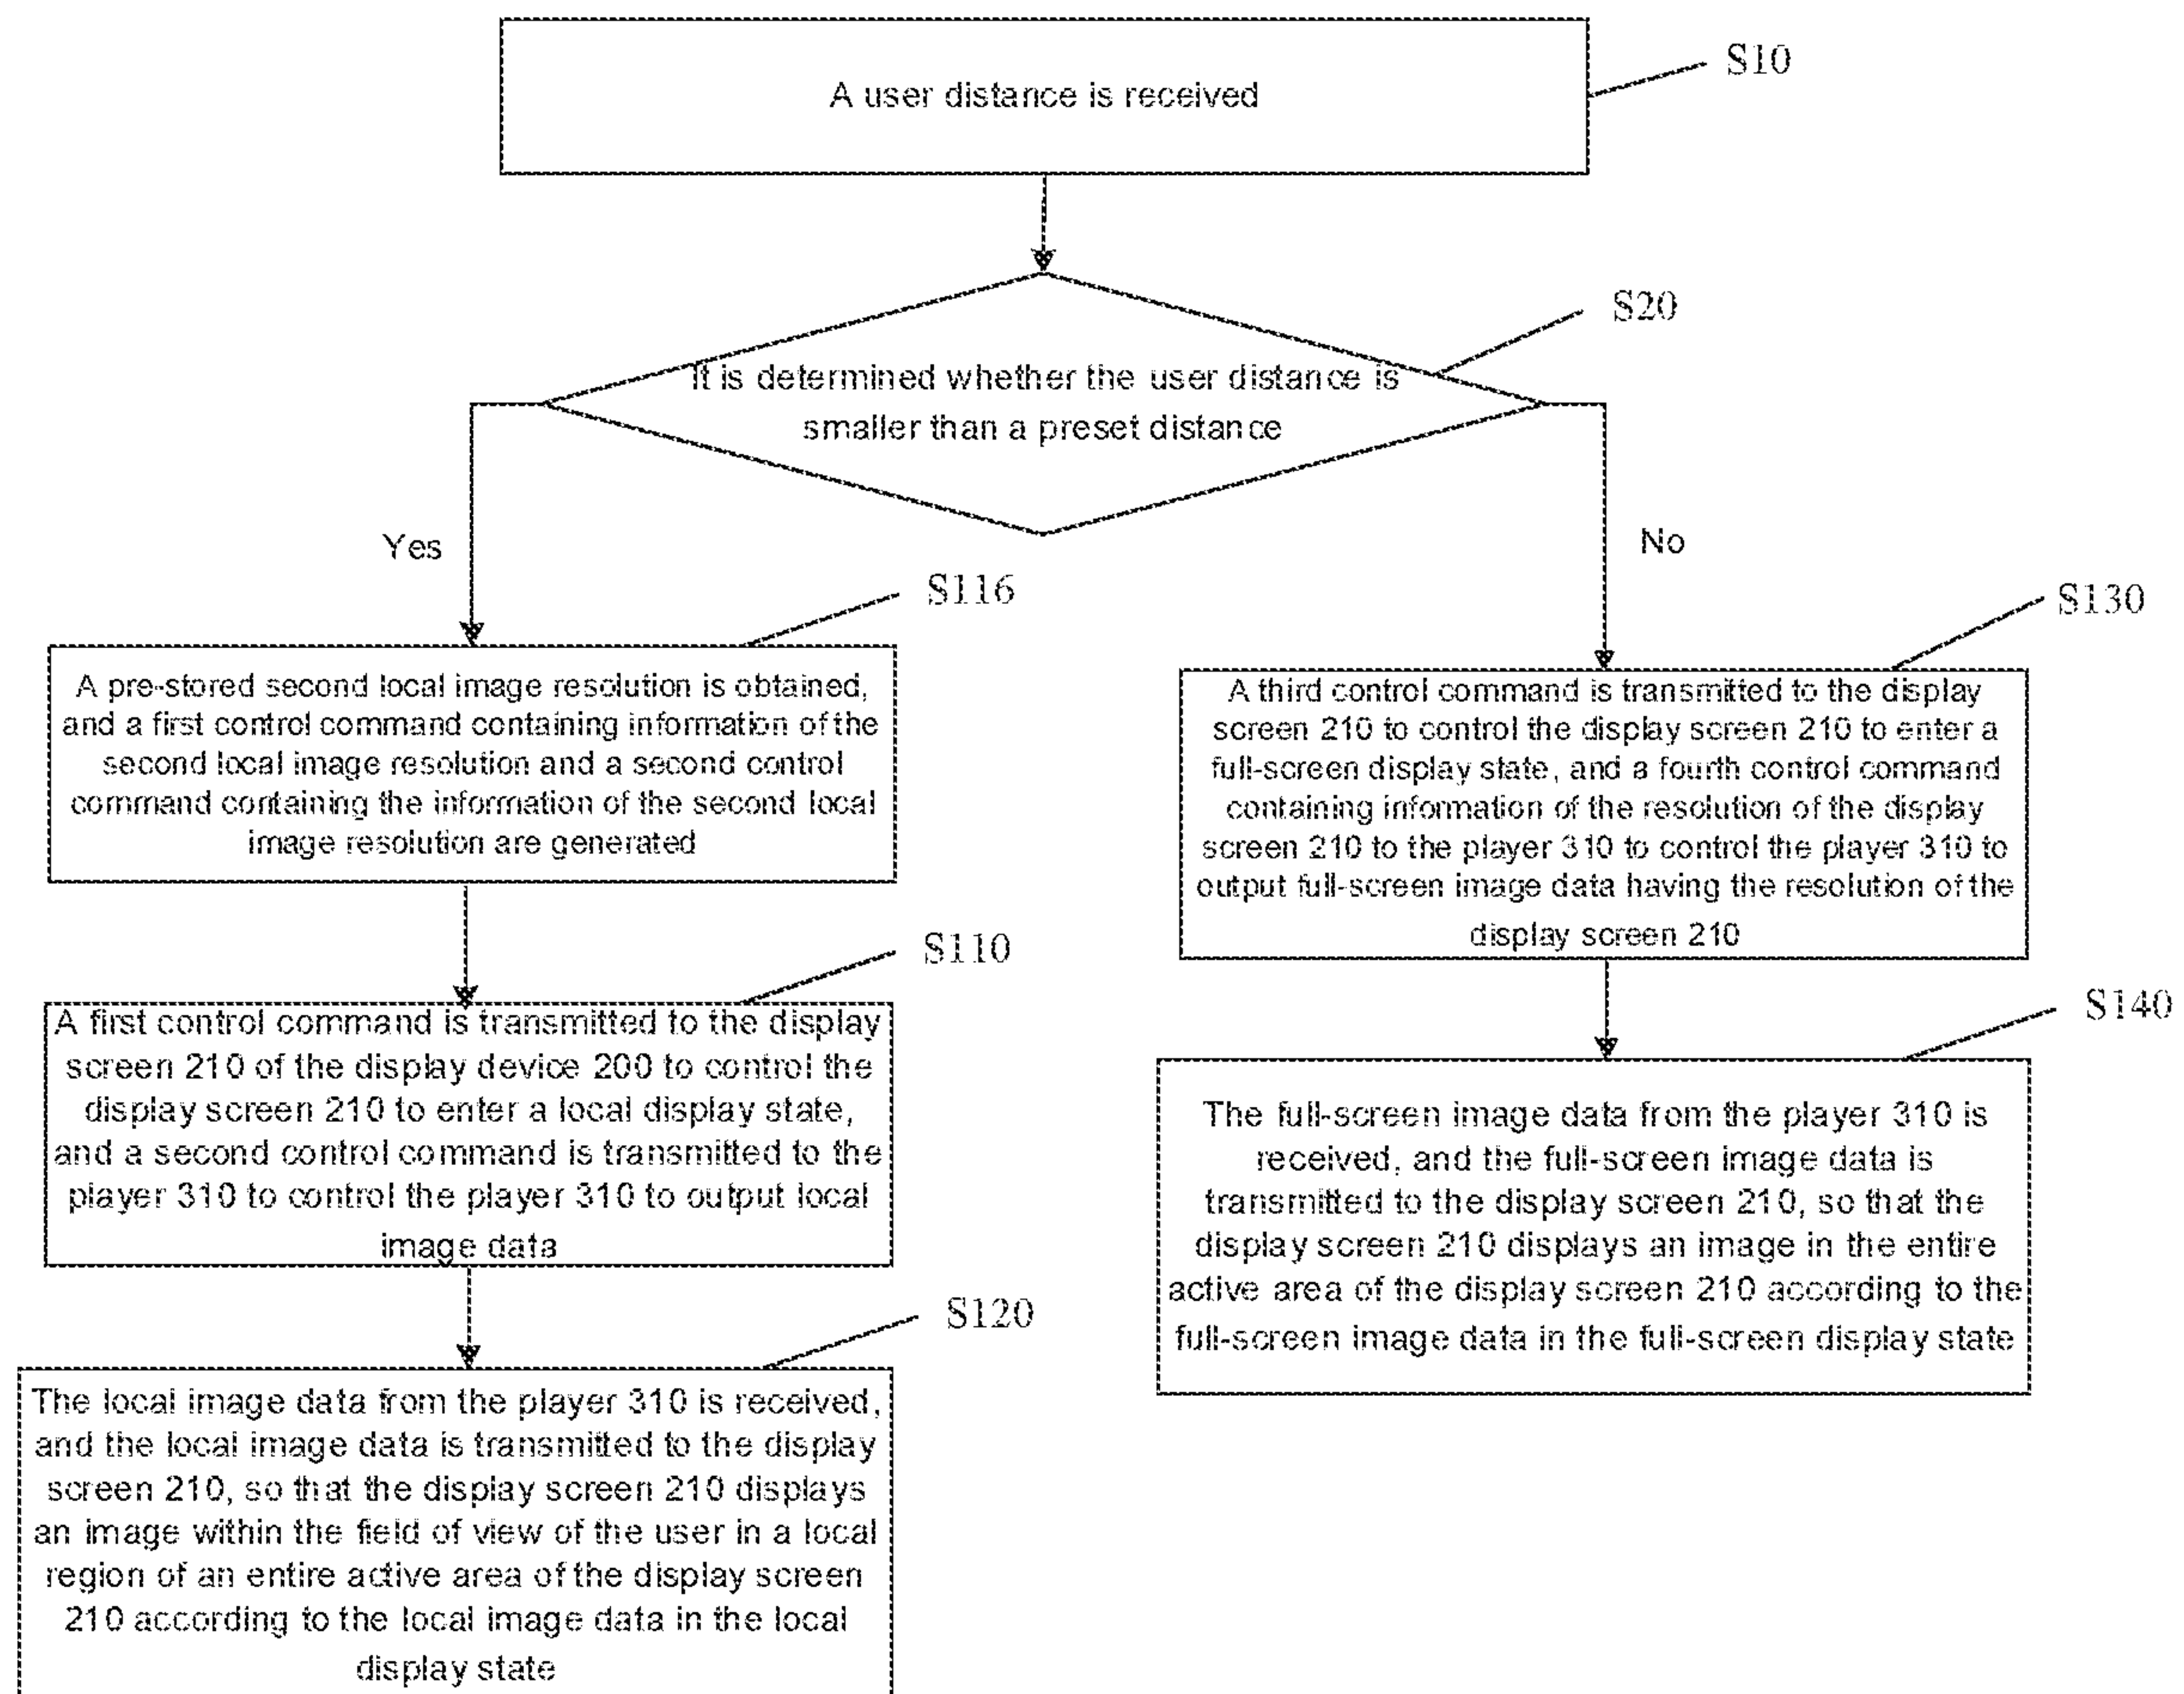 A user distance is received
S10
S20
It is determined whether the user distance is
smaller than a preset distance
Yes
No
S116
A pre-stored second local image resolution is obtained,
and a first control command containing information of the
second local image resolution and a second control
command containing the information of the second local
image resolution are generated
S110
A first control command is transmitted to the display
screen 210 of the display device 200 to control the
display screen 210 to enter a local display state,
and a second control command is transmitted to the
player 310 to control the player 310 to output local
image data
S120
The local image data from the player 310 is received,
and the local image data is transmitted to the display
screen 210, so that the display screen 210 displays
an image within the field of view of the user in a local
region of an entire active area of the display screen
210 according to the local image data in the local
display state
S130
A third control command is transmitted to the display
screen 210 to control the display screen 210 to enter a
full-screen display state, and a fourth control command
containing information of the resolution of the display
screen 210 to the player 310 to control the player 310 to
output full-screen image data having the resolution of the
display screen 210
S140
The full-screen image data from the player 310 is
received, and the full-screen image data is
transmitted to the display screen 210, so that the
display screen 210 displays an image in the entire
active area of the display screen 210 according to the
full-screen image data in the full-screen display state